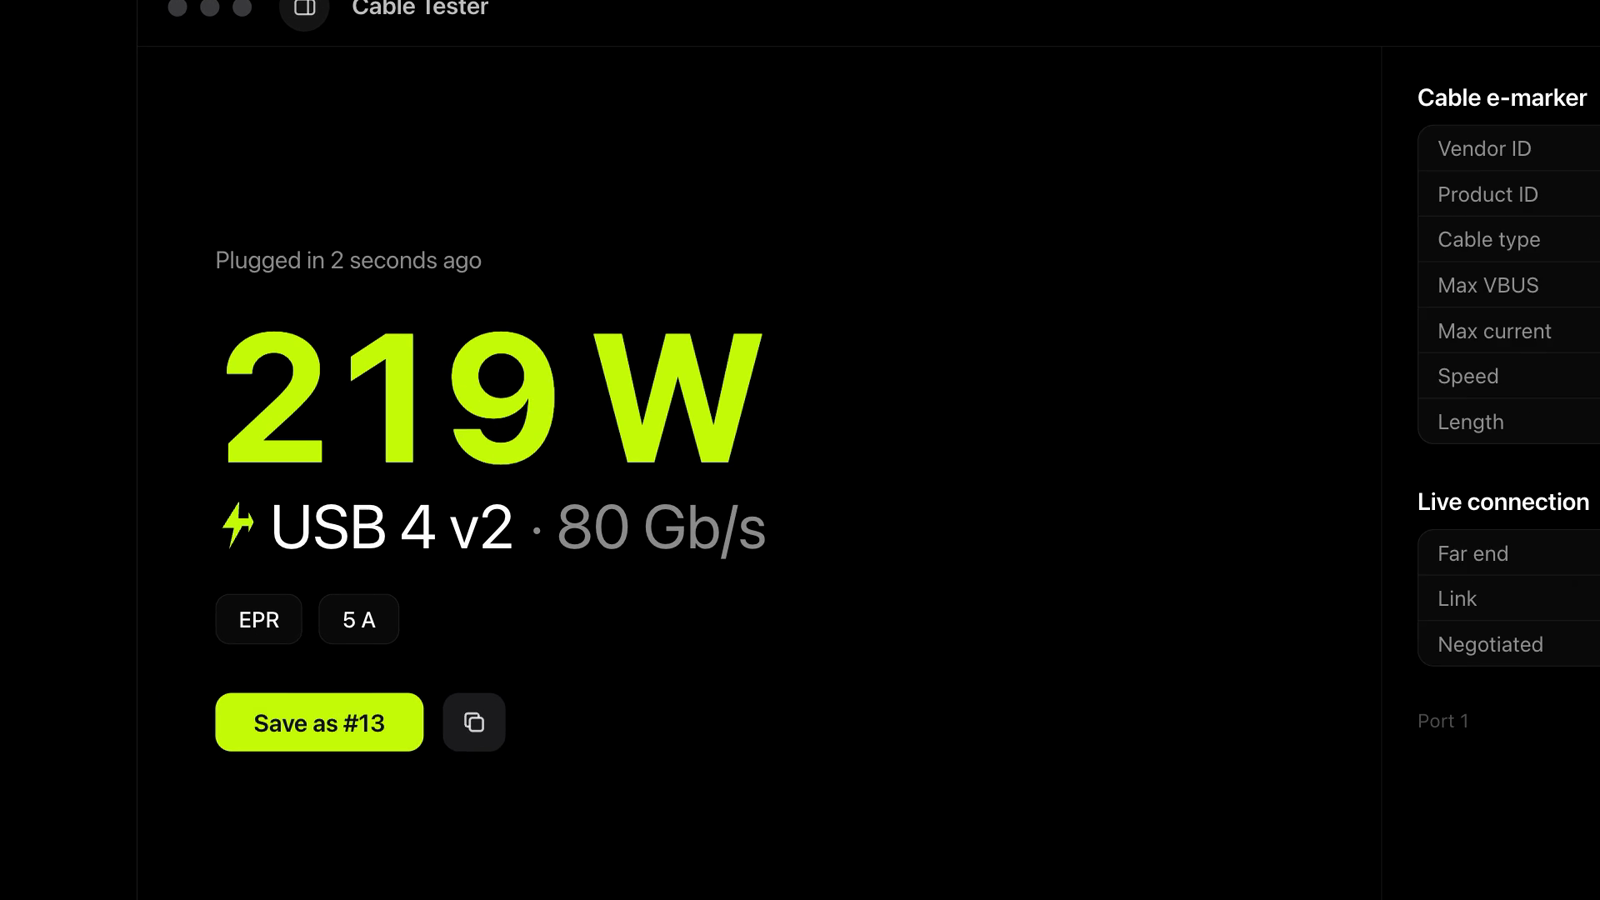 Cable Tester
Plugged in 2 seconds ago
219 W
USB 4 v2 · 80 Gb/s
EPR
5 A
Save as #13
Cable e-marker
Vendor ID
Product ID
Cable type
Max VBUS
Max current
Speed
Length
Live connection
Far end
Link
Negotiated
Port 1